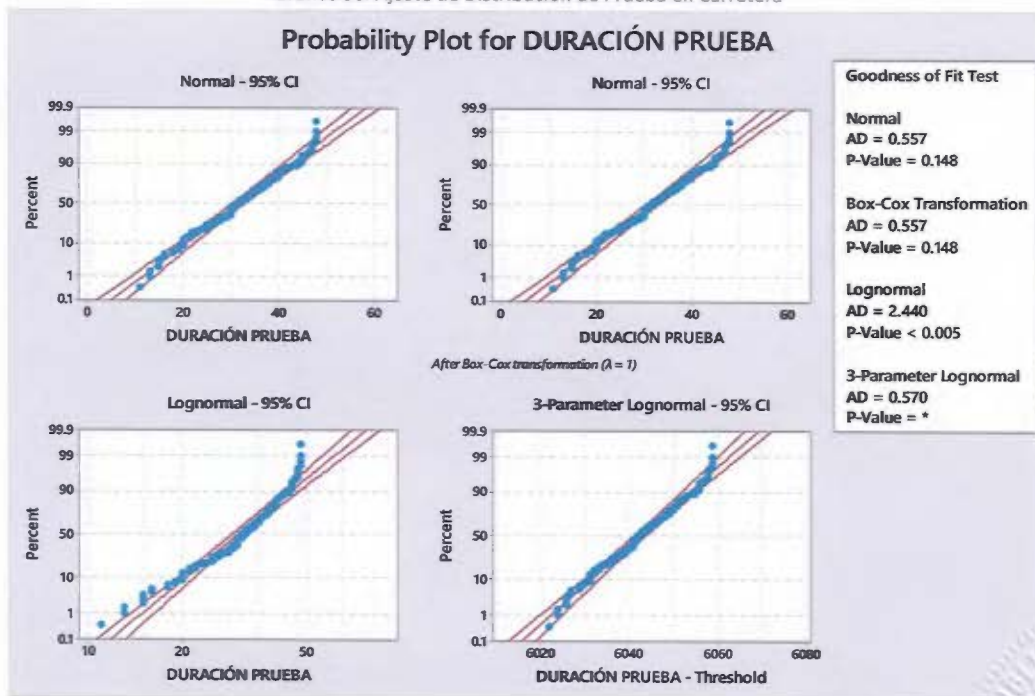 Probability Plot for DURACIÓN PRUEBA
Normal - 95% CI
99.9
99
90
50
10
1
0.1
Percent
0
20
40
60
DURACIÓN PRUEBA
Normal - 95% CI
99.9
99
90
50
10
1
0.1
Percent
0
20
40
60
DURACIÓN PRUEBA
After Box-Cox transformation (λ = 1)
Lognormal - 95% CI
99.9
99
90
50
10
1
0.1
Percent
10
20
50
DURACIÓN PRUEBA
3-Parameter Lognormal - 95% CI
99.9
99
90
50
10
1
0.1
Percent
6020
6040
6060
6080
DURACIÓN PRUEBA - Threshold
Goodness of Fit Test
Normal
AD = 0.557
P-Value = 0.148
Box-Cox Transformation
AD = 0.557
P-Value = 0.148
Lognormal
AD = 2.440
P-Value < 0.005
3-Parameter Lognormal
AD = 0.570
P-Value = *